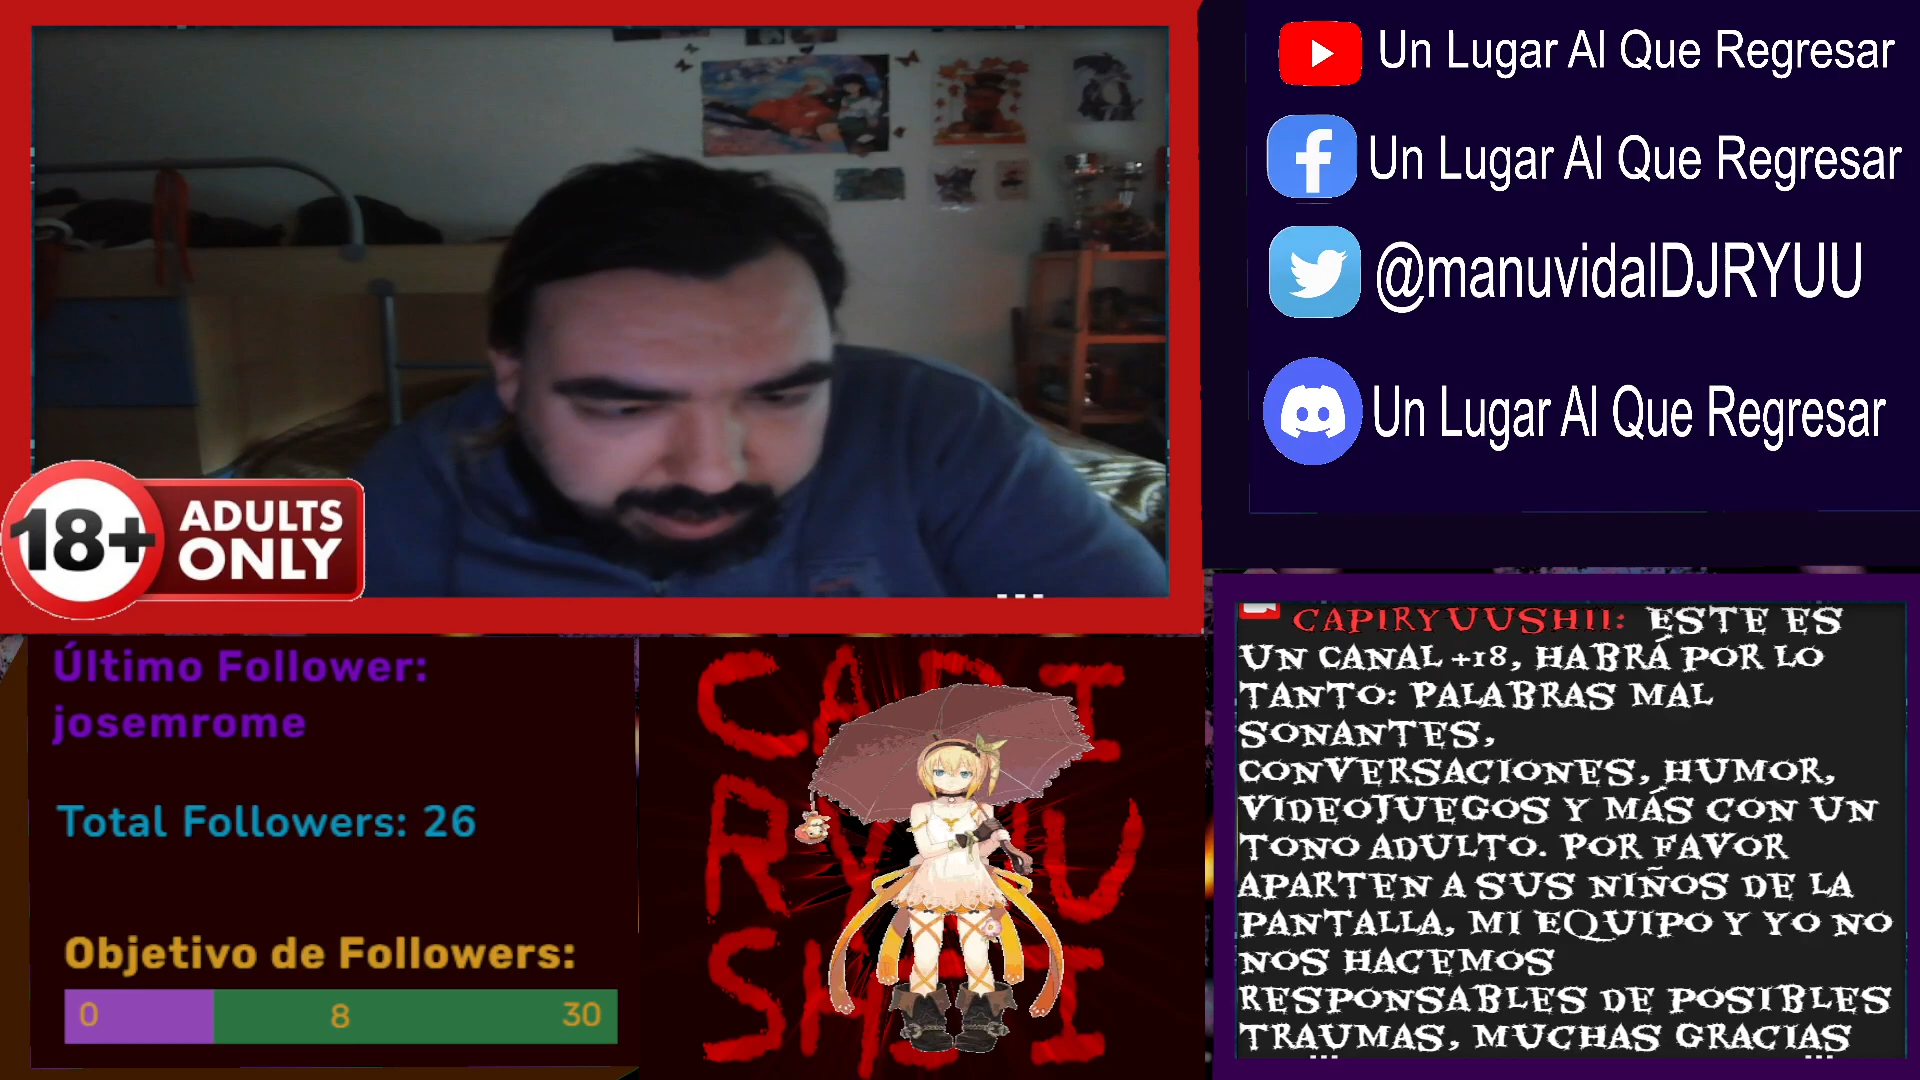 Un Lugar Al Que Regresar
Un Lugar Al Que Regresar
@manuvidalDJRYUU
Un Lugar Al Que Regresar
18+ ADULTS
ONLY
Último Follower:
josemrome
Total Followers: 26
Objetivo de Followers:
0 8 30
CAPI
RYUU
SHII
CAPIRYUUSHII: ESTE ES
UN CANAL +18, HABRÁ POR LO
TANTO: PALABRAS MAL
SONANTES,
CONVERSACIONES, HUMOR,
VIDEOJUEGOS Y MÁS CON UN
TONO ADULTO. POR FAVOR
APARTEN A SUS NIÑOS DE LA
PANTALLA, MI EQUIPO Y YO NO
NOS HACEMOS
RESPONSABLES DE POSIBLES
TRAUMAS, MUCHAS GRACIAS